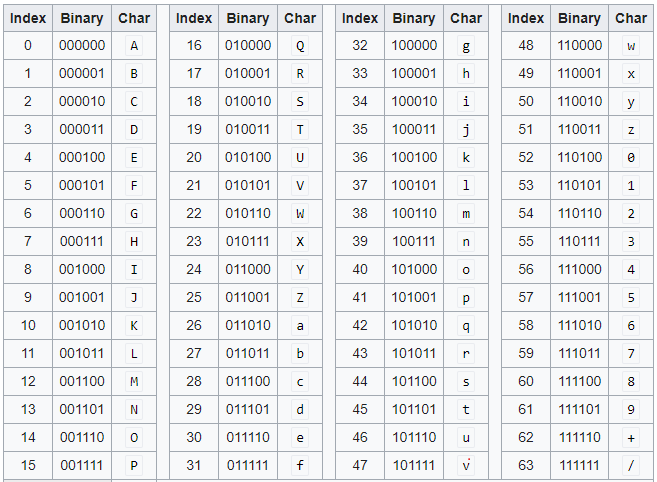 Index Binary Char Index Binary Char Index Binary Char Index Binary Char
0 000000 A 16 010000 Q 32 100000 g 48 110000 w
1 000001 B 17 010001 R 33 100001 h 49 110001 x
2 000010 C 18 010010 S 34 100010 i 50 110010 y
3 000011 D 19 010011 T 35 100011 j 51 110011 z
4 000100 E 20 010100 U 36 100100 k 52 110100 0
5 000101 F 21 010101 V 37 100101 l 53 110101 1
6 000110 G 22 010110 W 38 100110 m 54 110110 2
7 000111 H 23 010111 X 39 100111 n 55 110111 3
8 001000 I 24 011000 Y 40 101000 o 56 111000 4
9 001001 J 25 011001 Z 41 101001 p 57 111001 5
10 001010 K 26 011010 a 42 101010 q 58 111010 6
11 001011 L 27 011011 b 43 101011 r 59 111011 7
12 001100 M 28 011100 c 44 101100 s 60 111100 8
13 001101 N 29 011101 d 45 101101 t 61 111101 9
14 001110 O 30 011110 e 46 101110 u 62 111110 +
15 001111 P 31 011111 f 47 101111 v 63 111111 /